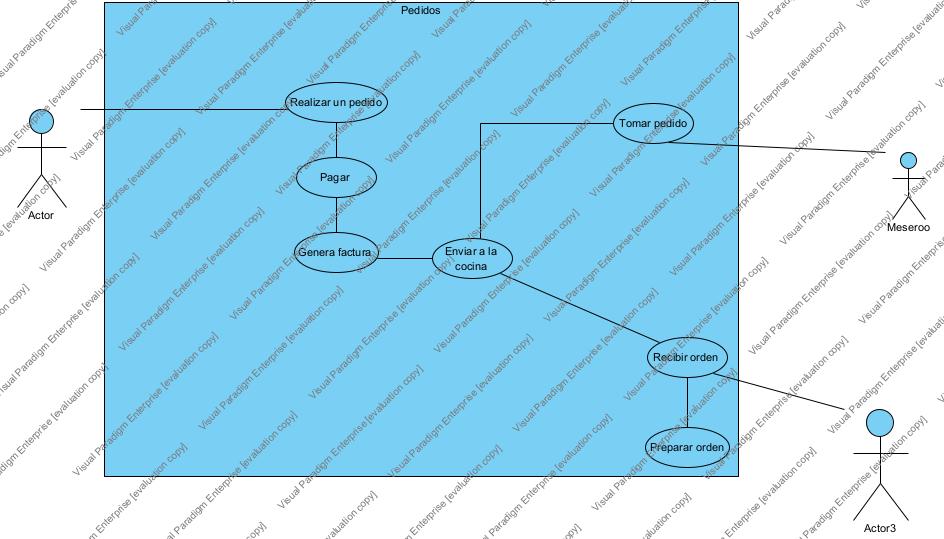 Pedidos
Realizar un pedido
Tomar pedido
Actor
Pagar
Meseroo
Genera factura
Enviar a la
cocina
Recibir orden
Preparar orden
Actor3
Visual Paradigm Enterprise [evaluation copy]